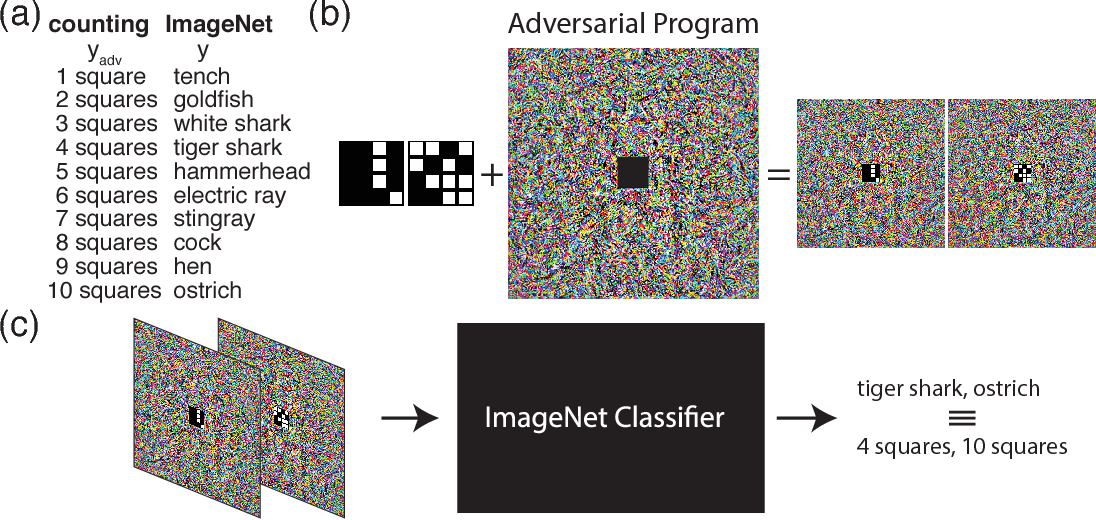 (a)
counting ImageNet
y_adv y
1 square tench
2 squares goldfish
3 squares white shark
4 squares tiger shark
5 squares hammerhead
6 squares electric ray
7 squares stingray
8 squares cock
9 squares hen
10 squares ostrich
(b)
Adversarial Program
+
=
(c)
ImageNet Classifier
tiger shark, ostrich
≡
4 squares, 10 squares